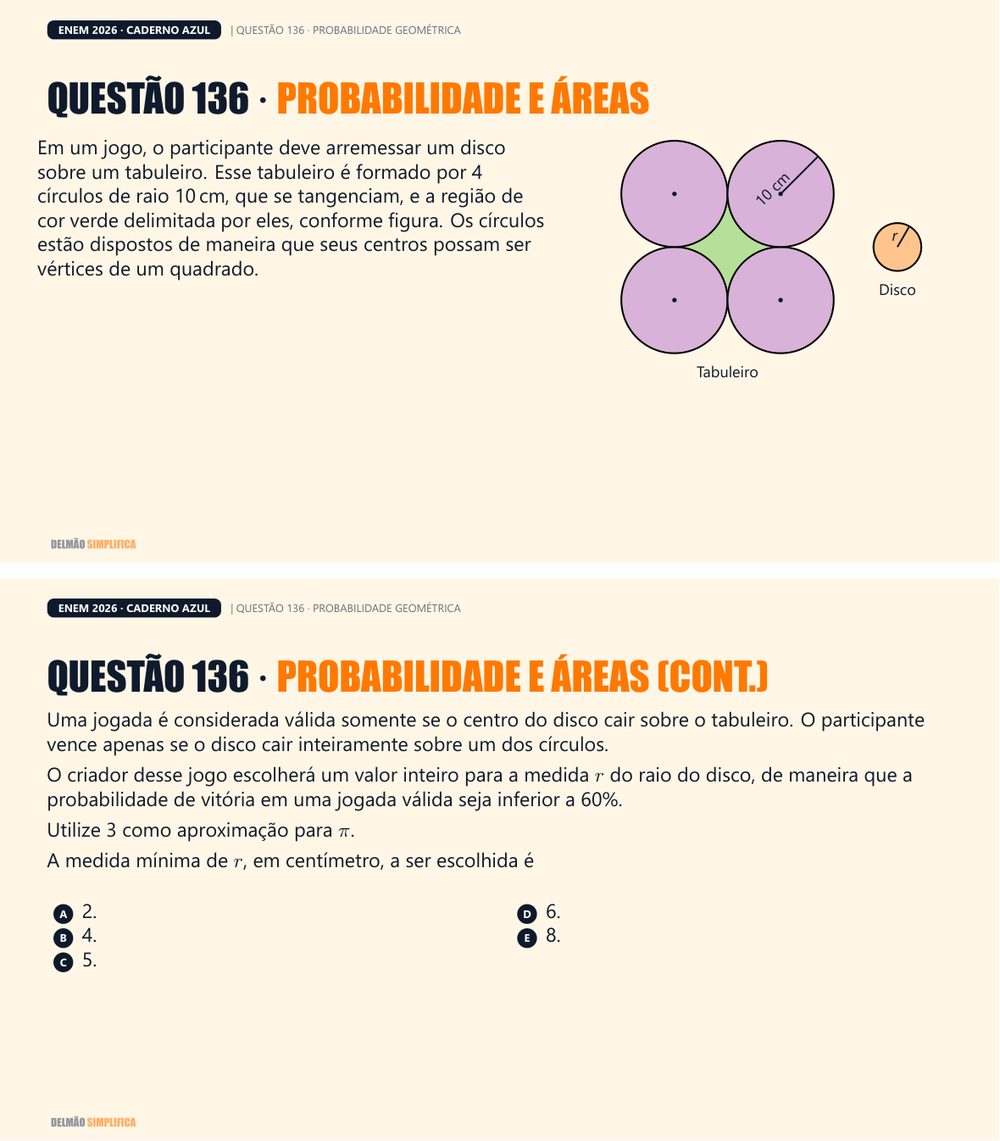 ENEM 2026 · CADERNO AZUL | QUESTÃO 136 · PROBABILIDADE GEOMÉTRICA
QUESTÃO 136 · PROBABILIDADE E ÁREAS
Em um jogo, o participante deve arremessar um disco
sobre um tabuleiro. Esse tabuleiro é formado por 4
círculos de raio 10 cm, que se tangenciam, e a região de
cor verde delimitada por eles, conforme figura. Os círculos
estão dispostos de maneira que seus centros possam ser
vértices de um quadrado.
10 cm
r
Disco
Tabuleiro
DELMÃO SIMPLIFICA
ENEM 2026 · CADERNO AZUL | QUESTÃO 136 · PROBABILIDADE GEOMÉTRICA
QUESTÃO 136 · PROBABILIDADE E ÁREAS (CONT.)
Uma jogada é considerada válida somente se o centro do disco cair sobre o tabuleiro. O participante
vence apenas se o disco cair inteiramente sobre um dos círculos.
O criador desse jogo escolherá um valor inteiro para a medida r do raio do disco, de maneira que a
probabilidade de vitória em uma jogada válida seja inferior a 60%.
Utilize 3 como aproximação para π.
A medida mínima de r, em centímetro, a ser escolhida é
A 2.
B 4.
C 5.
D 6.
E 8.
DELMÃO SIMPLIFICA